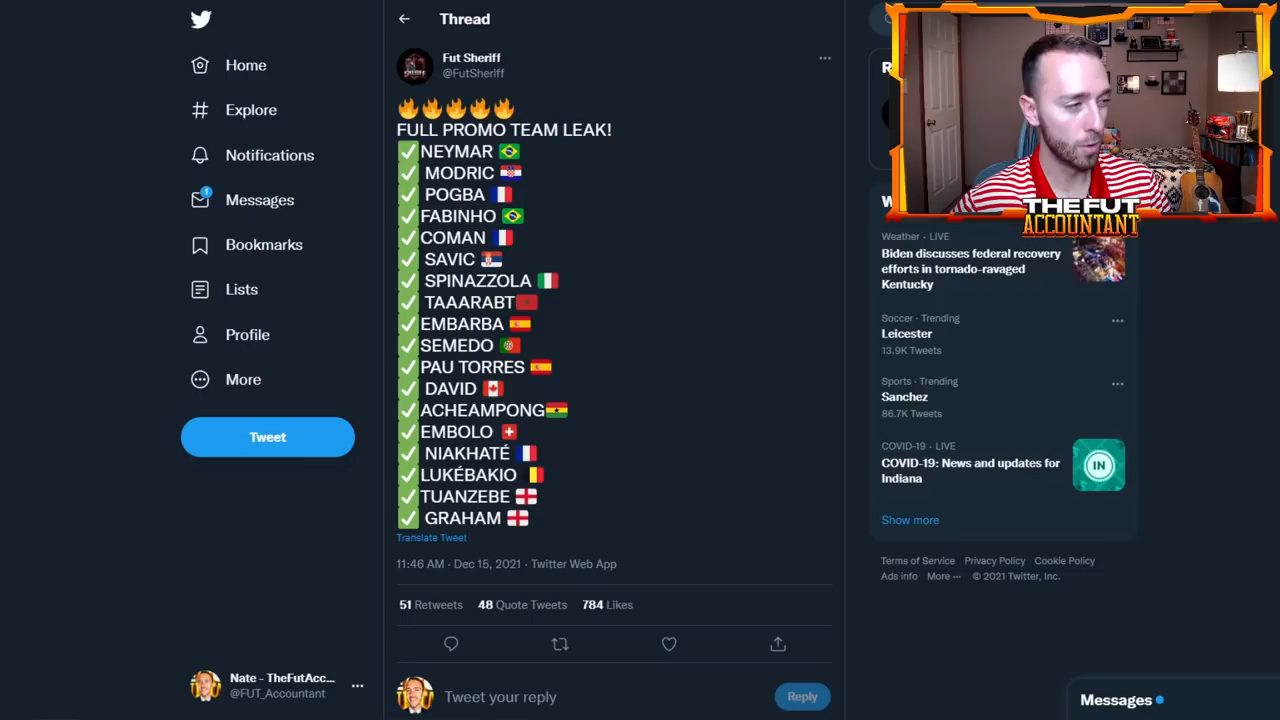 Home
Explore
Notifications
1
Messages
Bookmarks
Lists
Profile
More
Tweet
Nate - TheFutAcc...
@FUT_Accountant
Thread
Fut Sheriff
@FutSheriff
FULL PROMO TEAM LEAK!
NEYMAR
MODRIC
POGBA
FABINHO
COMAN
SAVIC
SPINAZZOLA
TAAARABT
EMBARBA
SEMEDO
PAU TORRES
DAVID
ACHEAMPONG
EMBOLO
NIAKHATÉ
LUKÉBAKIO
TUANZEBE
GRAHAM
Translate Tweet
11:46 AM · Dec 15, 2021 · Twitter Web App
51 Retweets 48 Quote Tweets 784 Likes
Tweet your reply
Reply
THE FUT
ACCOUNTANT
Weather · LIVE
Biden discusses federal recovery
efforts in tornado-ravaged
Kentucky
Soccer · Trending
Leicester
13.9K Tweets
Sports · Trending
Sanchez
86.7K Tweets
COVID-19 · LIVE
COVID-19: News and updates for
Indiana
IN
Show more
Terms of Service Privacy Policy Cookie Policy
Ads info More ··· © 2021 Twitter, Inc.
Messages